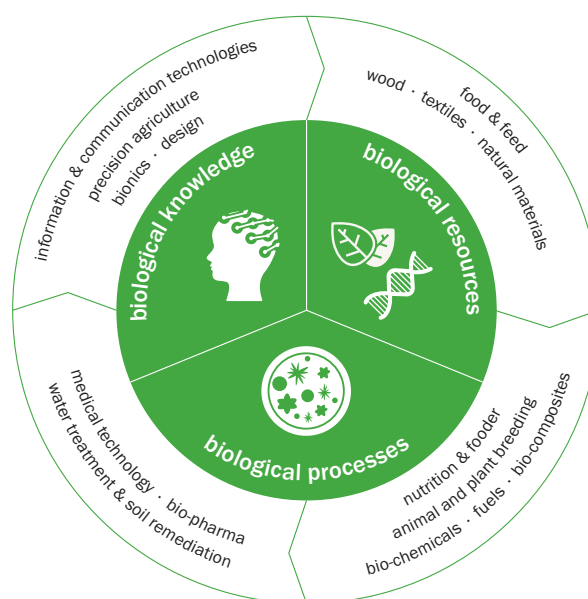 information & communication technologies
precision agriculture
bionics · design
food & feed
wood · textiles · natural materials
biological knowledge
biological resources
biological processes
medical technology · bio-pharma
water treatment & soil remediation
nutrition & fooder
animal and plant breeding
bio-chemicals · fuels · bio-composites